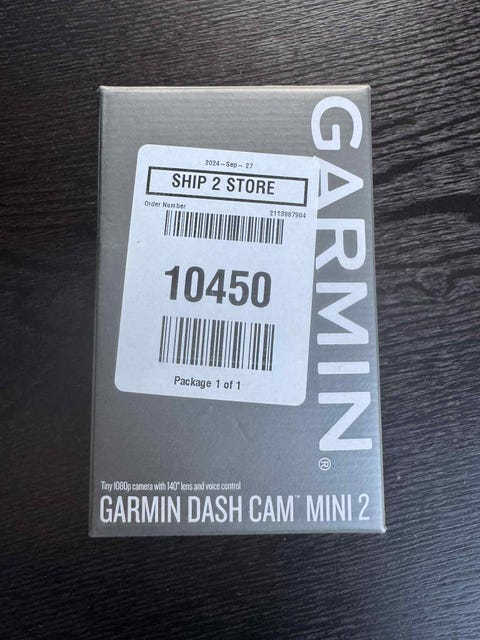 GARMIN®
2024-Sep-27
SHIP 2 STORE
Order Number 2113987904
10450
Package 1 of 1
Tiny 1080p camera with 140° lens and voice control
GARMIN DASH CAM™ MINI 2